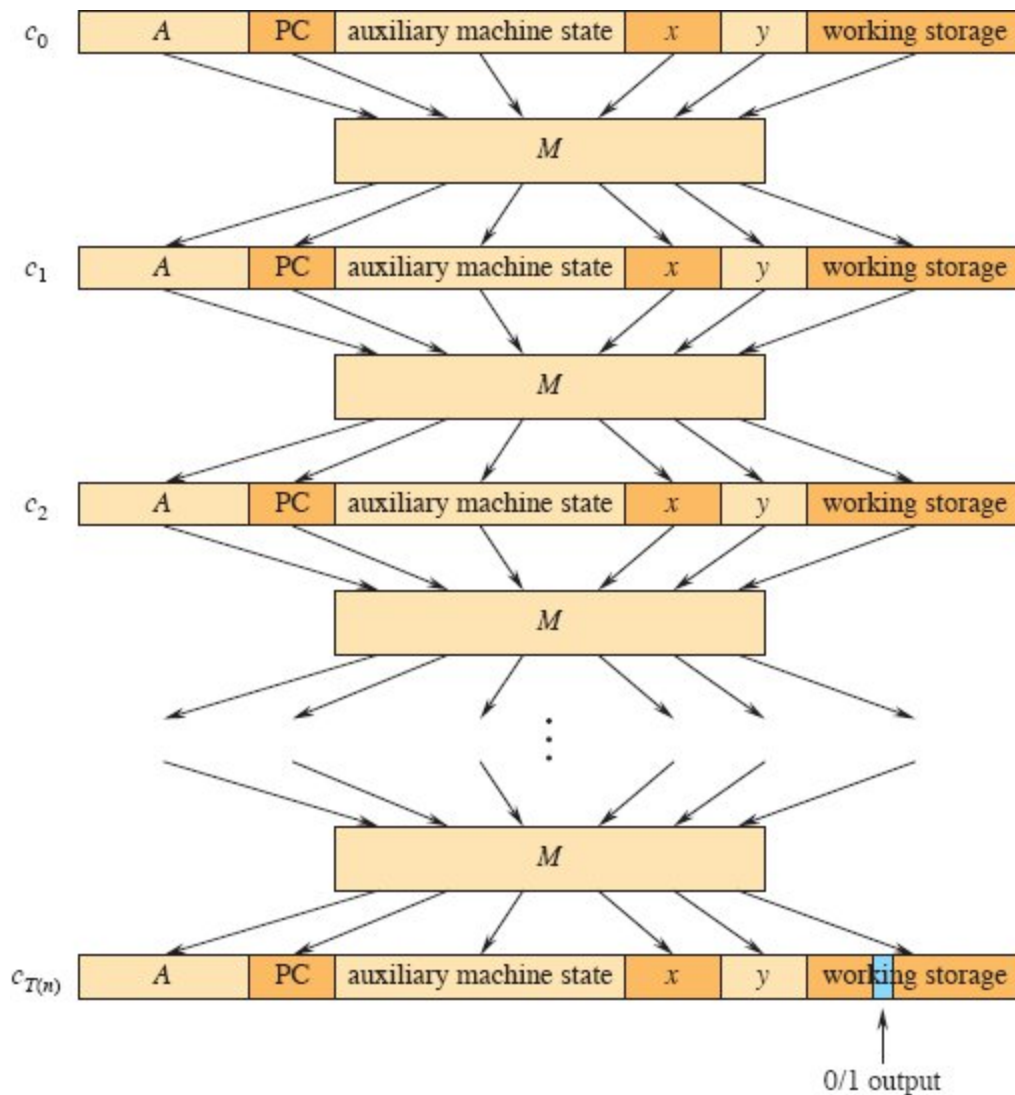 c0 A PC auxiliary machine state x y working storage
M
c1 A PC auxiliary machine state x y working storage
M
c2 A PC auxiliary machine state x y working storage
M
⋮
M
cT(n) A PC auxiliary machine state x y working storage
0/1 output